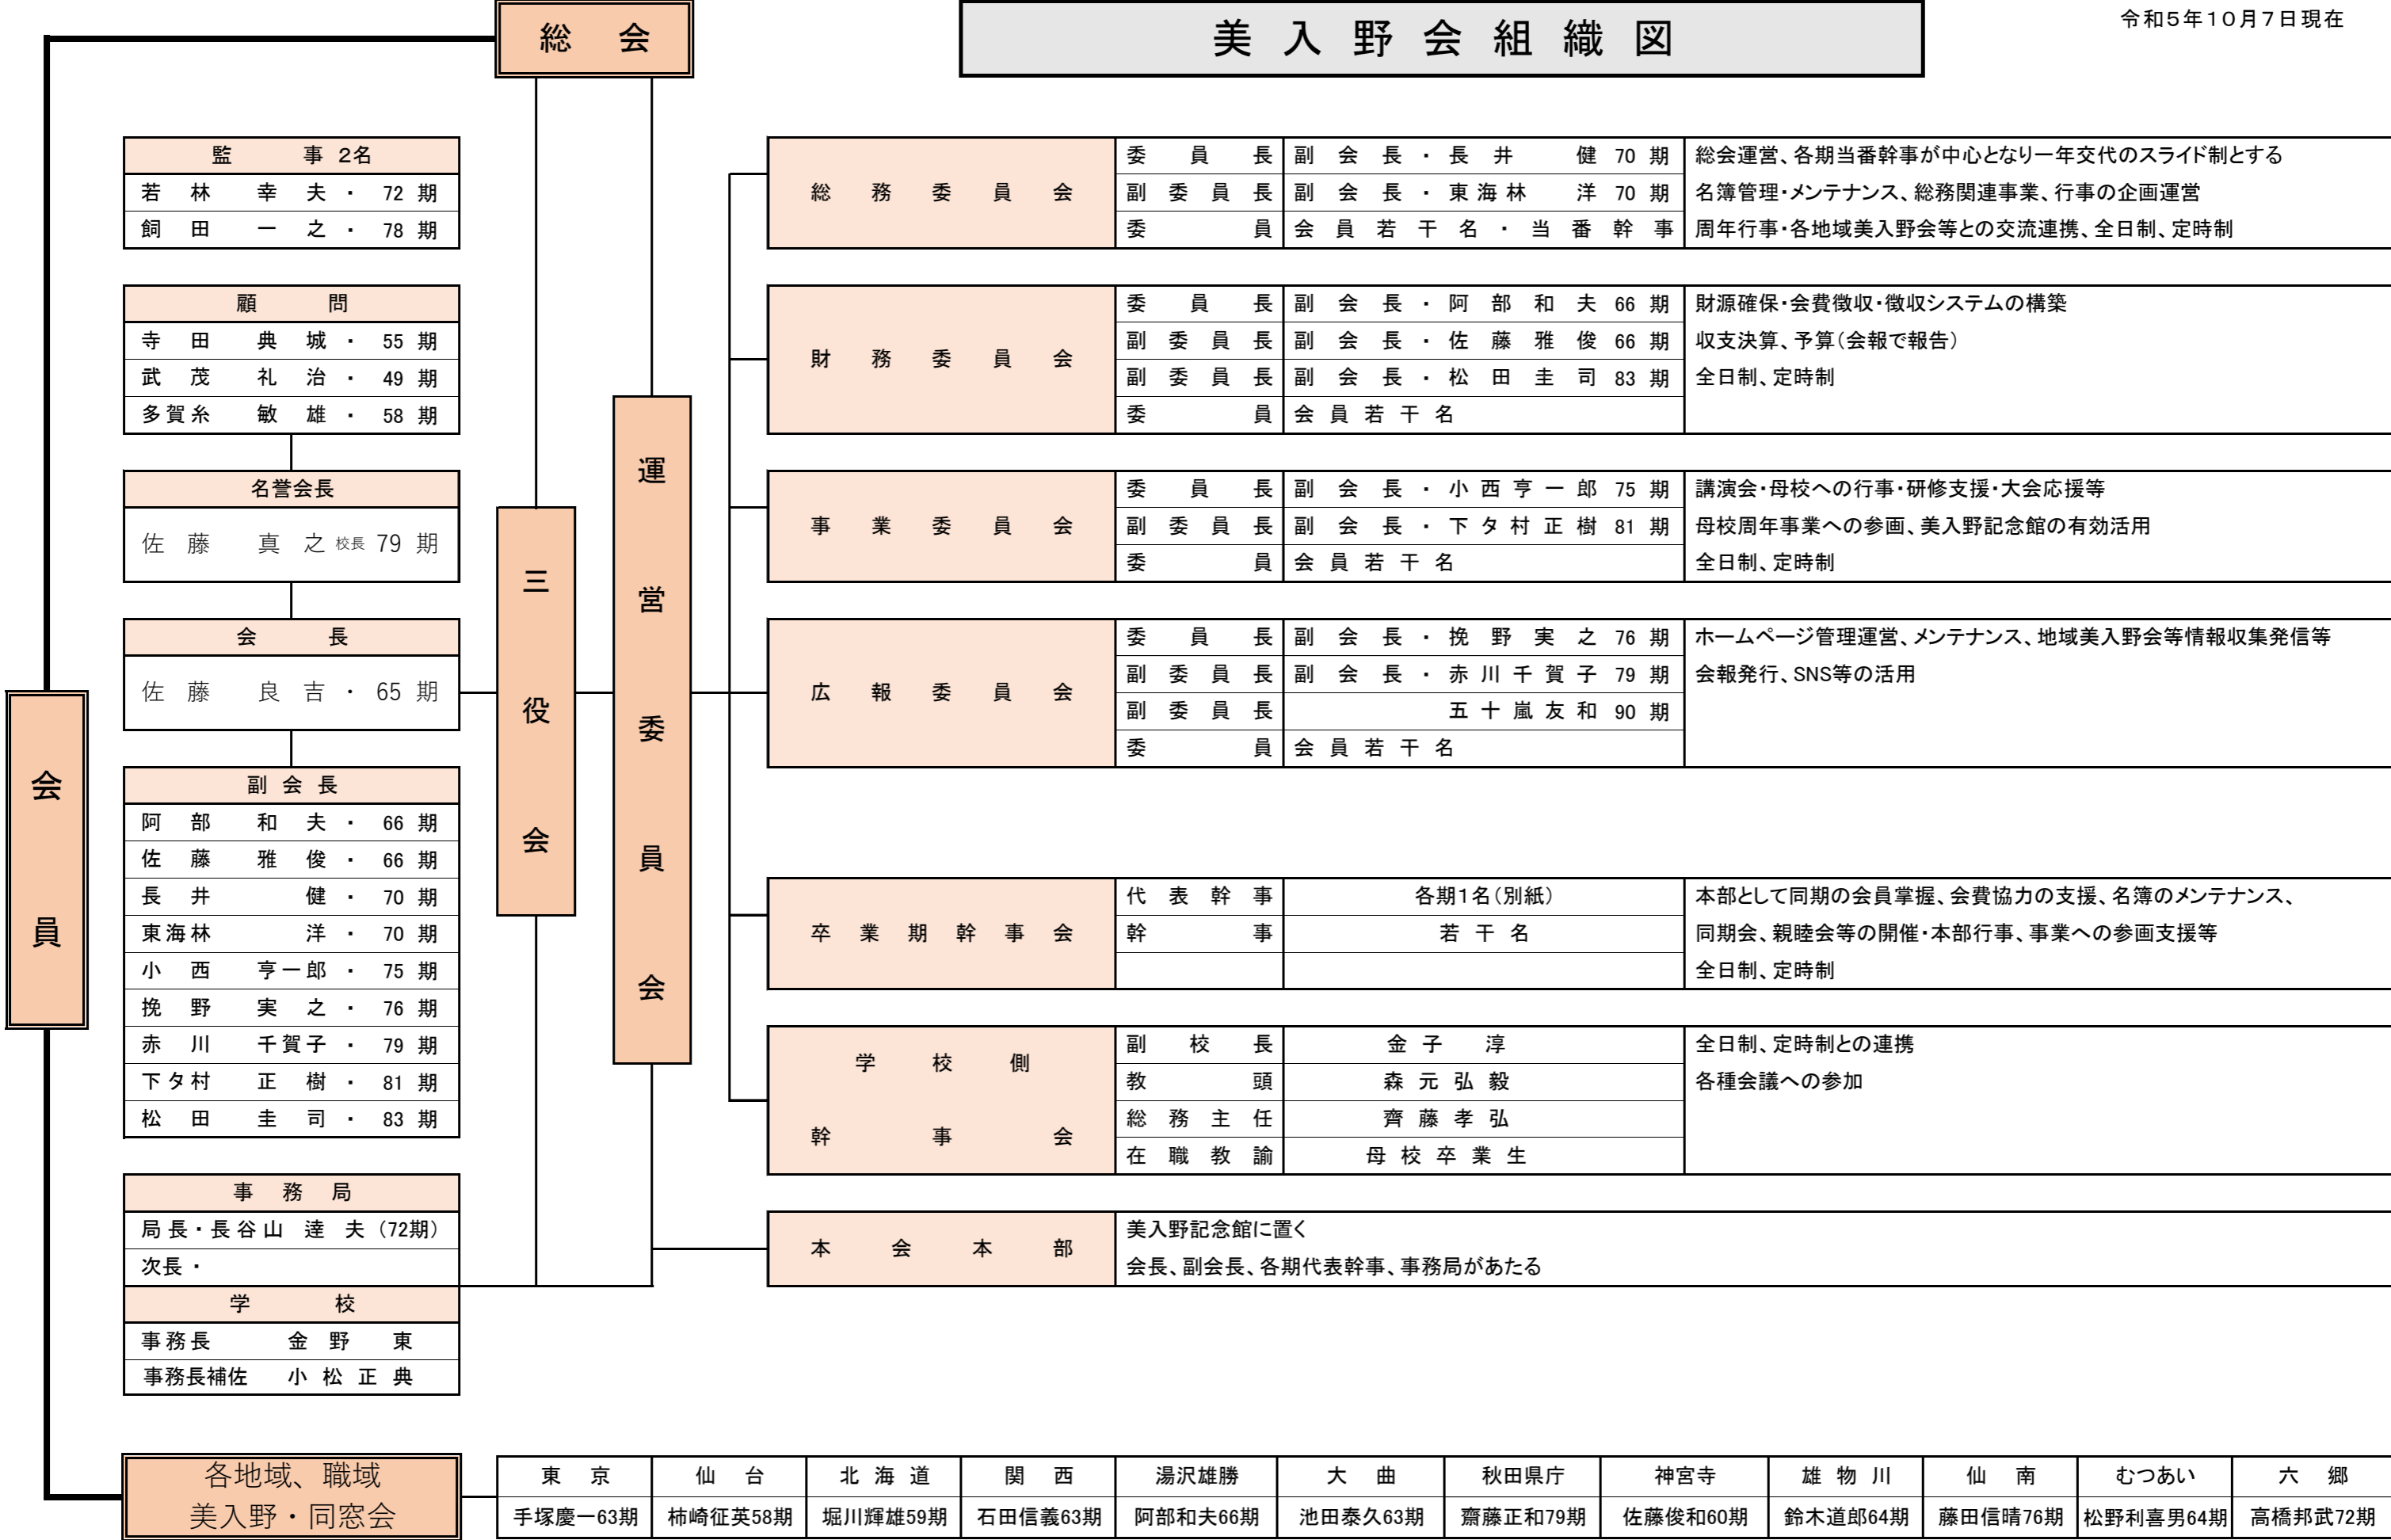 総会
美入野会組織図
令和5年10月7日現在
会員
監事 2名
若林 幸夫・ 72 期
飼田 一之・ 78 期
顧問
寺田 典城・ 55 期
武茂 礼治・ 49 期
多賀糸 敏雄・ 58 期
名誉会長
佐藤 真之 校長 79 期
会長
佐藤 良吉・ 65 期
副会長
阿部 和夫・ 66 期
佐藤 雅俊・ 66 期
長井 健・ 70 期
東海林 洋・ 70 期
小西 亨一郎・ 75 期
挽野 実之・ 76 期
赤川 千賀子・ 79 期
下タ村 正樹・ 81 期
松田 圭司・ 83 期
事務局
局長・長谷山 達夫(72期)
次長・
学校
事務長 金野 東
事務長補佐 小松正典
三役会
運営委員会
総務委員会
委員長 副会長・長井 健 70 期
副委員長 副会長・東海林 洋 70 期
委員 会員若干名・当番幹事
総会運営、各期当番幹事が中心となり一年交代のスライド制とする
名簿管理・メンテナンス、総務関連事業、行事の企画運営
周年行事・各地域美入野会等との交流連携、全日制、定時制
財務委員会
委員長 副会長・阿部和夫 66 期
副委員長 副会長・佐藤雅俊 66 期
副委員長 副会長・松田圭司 83 期
委員 会員若干名
財源確保・会費徴収・徴収システムの構築
収支決算、予算(会報で報告)
全日制、定時制
事業委員会
委員長 副会長・小西亨一郎 75 期
副委員長 副会長・下タ村正樹 81 期
委員 会員若干名
講演会・母校への行事・研修支援・大会応援等
母校周年事業への参画、美入野記念館の有効活用
全日制、定時制
広報委員会
委員長 副会長・挽野実之 76 期
副委員長 副会長・赤川千賀子 79 期
副委員長 五十嵐友和 90 期
委員 会員若干名
ホームページ管理運営、メンテナンス、地域美入野会等情報収集発信等
会報発行、SNS等の活用
卒業期幹事会
代表幹事 各期1名(別紙)
幹事 若干名
本部として同期の会員掌握、会費協力の支援、名簿のメンテナンス、
同期会、親睦会等の開催・本部行事、事業への参画支援等
全日制、定時制
学校側
幹事会
副校長 金子 淳
教頭 森元弘毅
総務主任 齊藤孝弘
在職教諭 母校卒業生
全日制、定時制との連携
各種会議への参加
本会本部
美入野記念館に置く
会長、副会長、各期代表幹事、事務局があたる
各地域、職域
美入野・同窓会
東京 仙台 北海道 関西 湯沢雄勝 大曲 秋田県庁 神宮寺 雄物川 仙南 むつあい 六郷
手塚慶一63期 柿崎征英58期 堀川輝雄59期 石田信義63期 阿部和夫66期 池田泰久63期 齋藤正和79期 佐藤俊和60期 鈴木道郎64期 藤田信晴76期 松野利喜男64期 高橋邦武72期